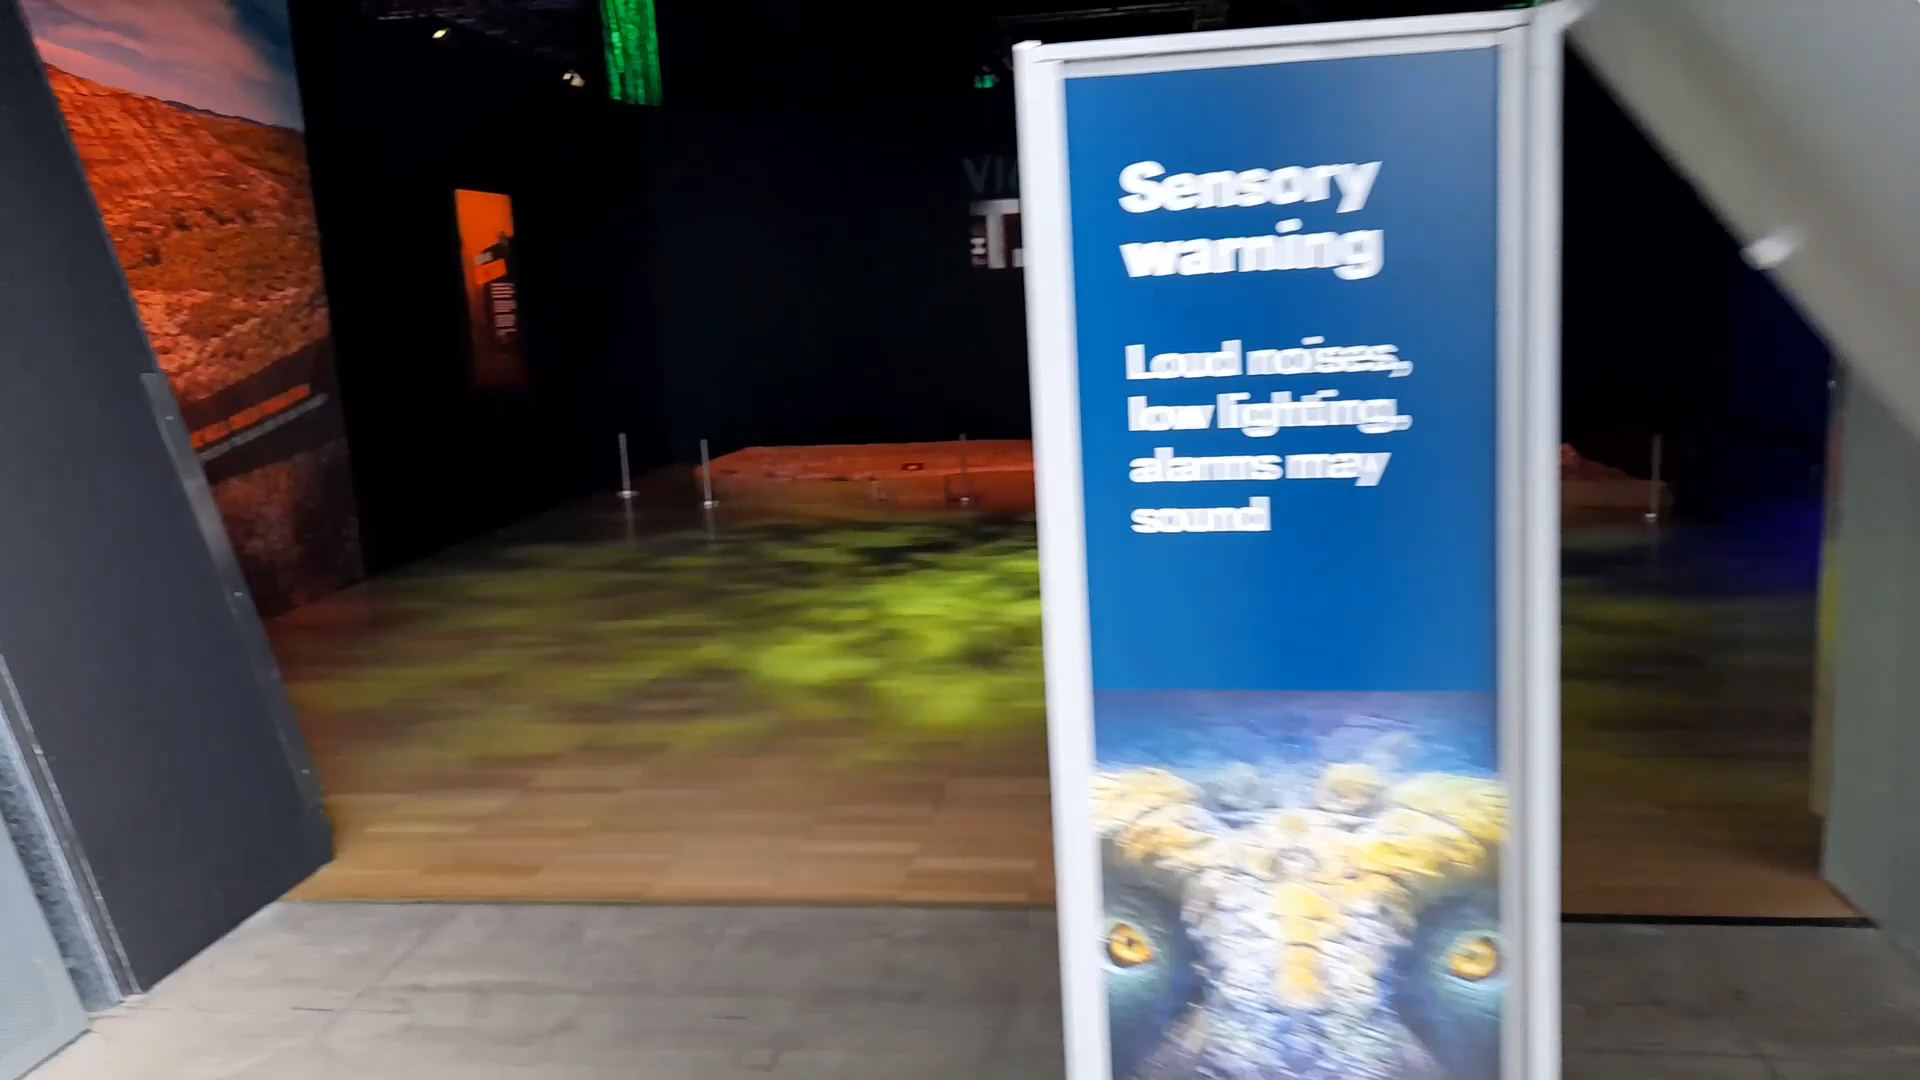 Sensory
warning
Loud noises,
low lighting,
alarms may
sound